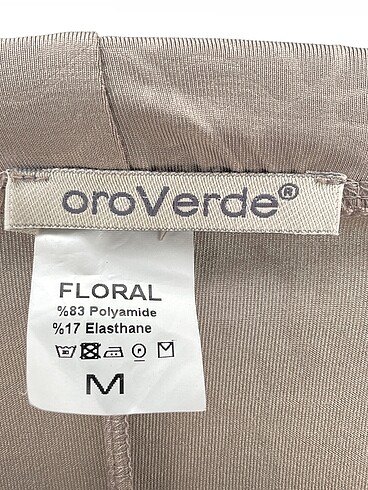 oroVerde®
FLORAL
%83 Polyamide
%17 Elasthane
M